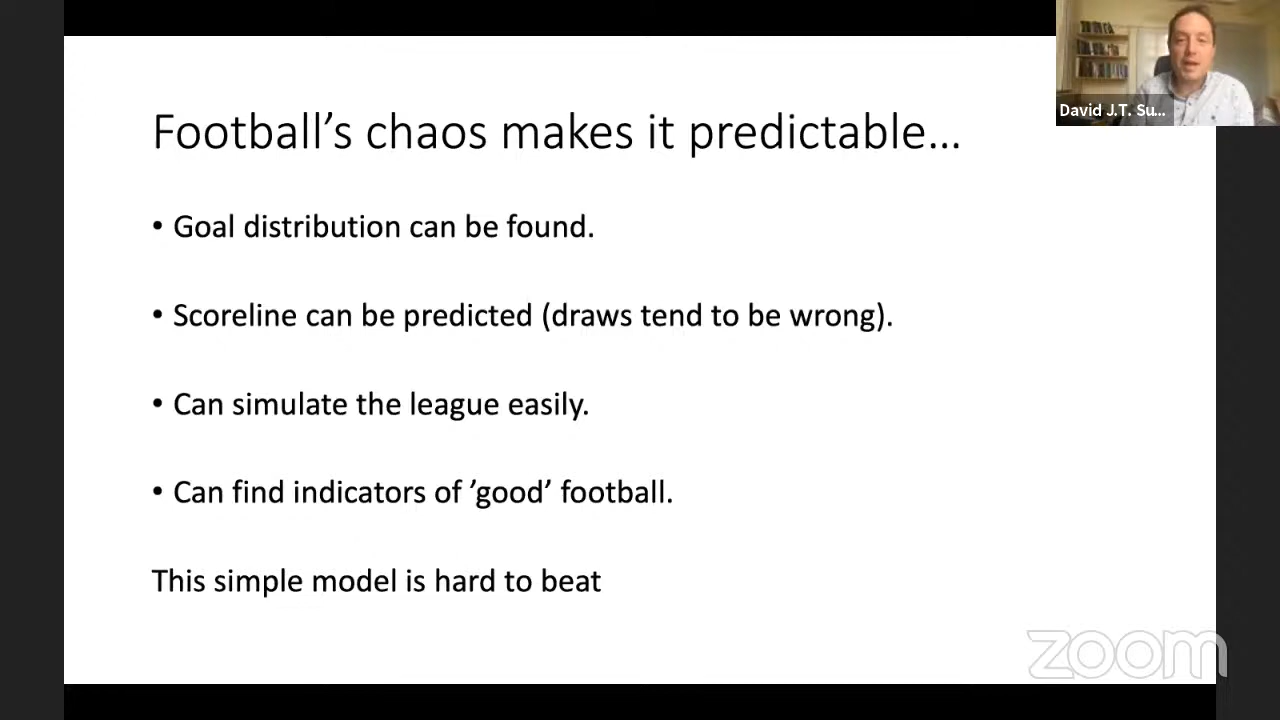 Football’s chaos makes it predictable…
• Goal distribution can be found.
• Scoreline can be predicted (draws tend to be wrong).
• Can simulate the league easily.
• Can find indicators of ’good’ football.
This simple model is hard to beat
David J.T. Su...
zoom